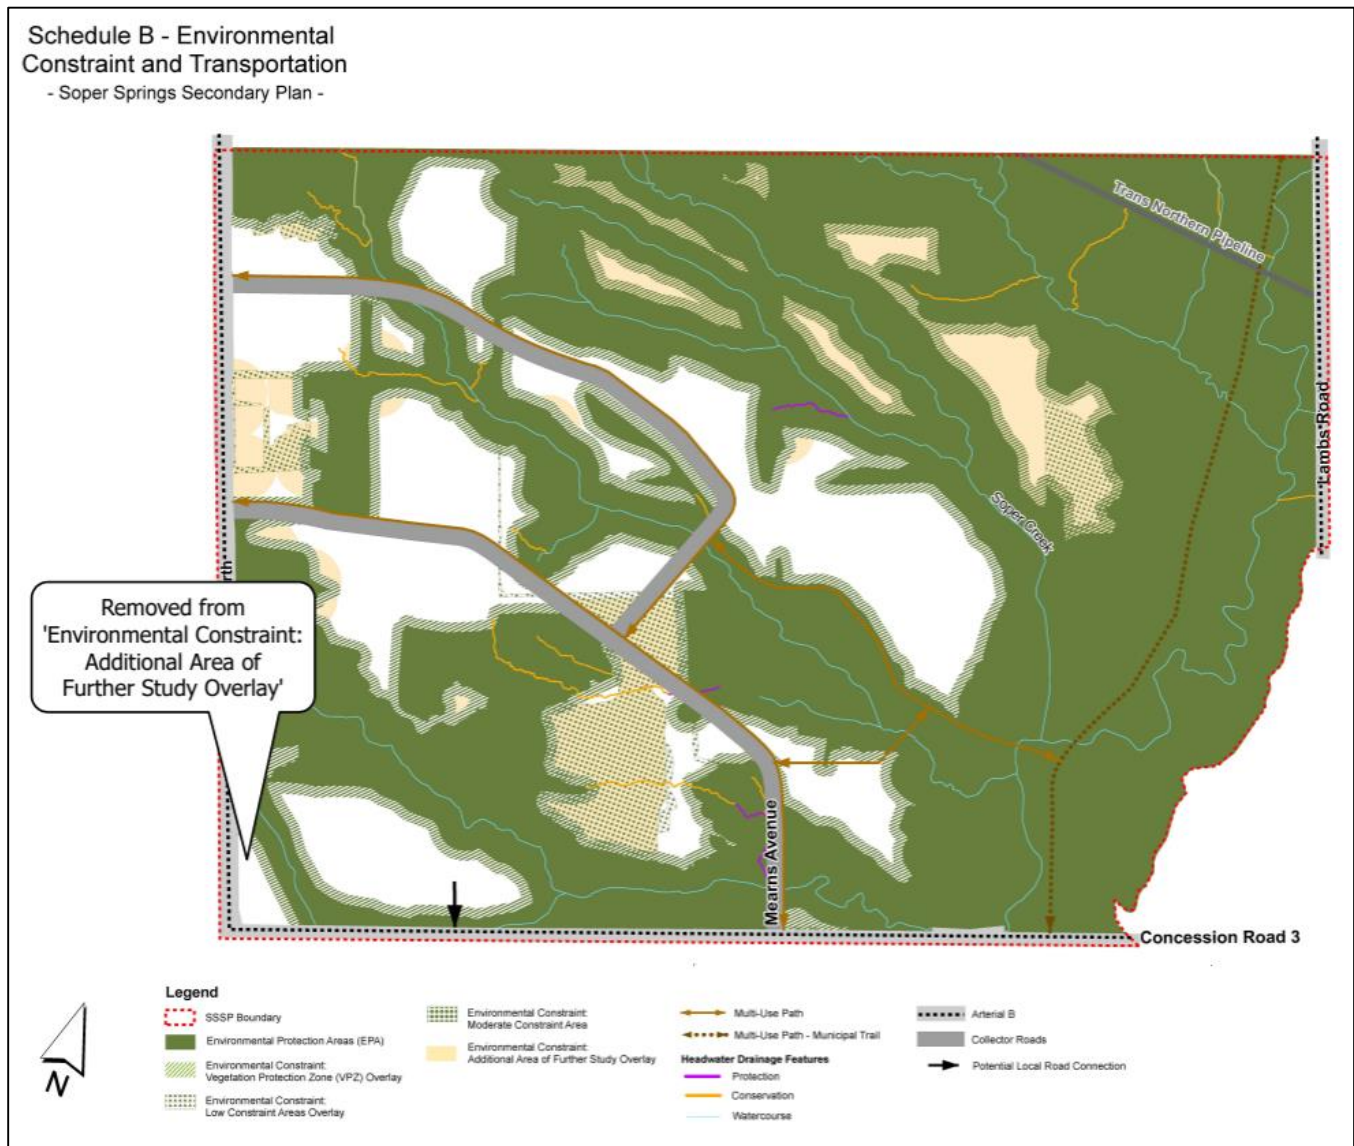 Schedule B - Environmental
Constraint and Transportation
- Soper Springs Secondary Plan -
Trans Northern Pipeline
Lambs Road
Soper Creek
rth
Removed from
'Environmental Constraint:
Additional Area of
Further Study Overlay'
Mearns Avenue
Concession Road 3
N
Legend
SSSP Boundary
Environmental Protection Areas (EPA)
Environmental Constraint:
Vegetation Protection Zone (VPZ) Overlay
Environmental Constraint:
Low Constraint Areas Overlay
Environmental Constraint:
Moderate Constraint Area
Environmental Constraint:
Additional Area of Further Study Overlay
Multi-Use Path
Multi-Use Path - Municipal Trail
Headwater Drainage Features
Protection
Conservation
Watercourse
Arterial B
Collector Roads
Potential Local Road Connection